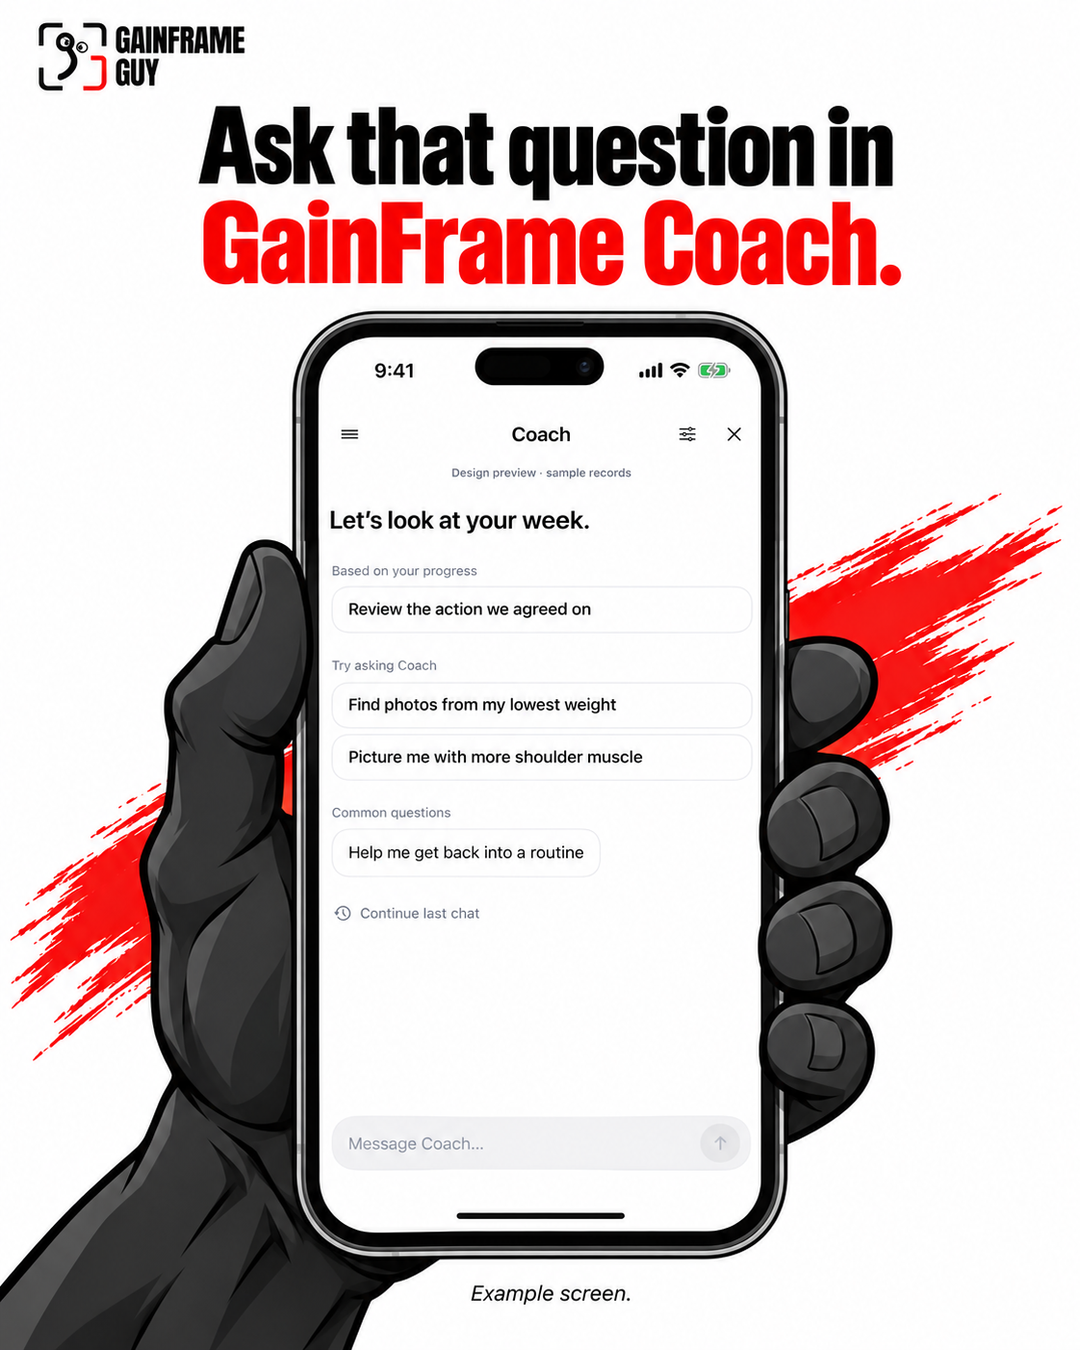 GAINFRAME
GUY
Ask that question in
GainFrame Coach.
9:41
Coach
Design preview · sample records
Let's look at your week.
Based on your progress
Review the action we agreed on
Try asking Coach
Find photos from my lowest weight
Picture me with more shoulder muscle
Common questions
Help me get back into a routine
Continue last chat
Message Coach...
Example screen.